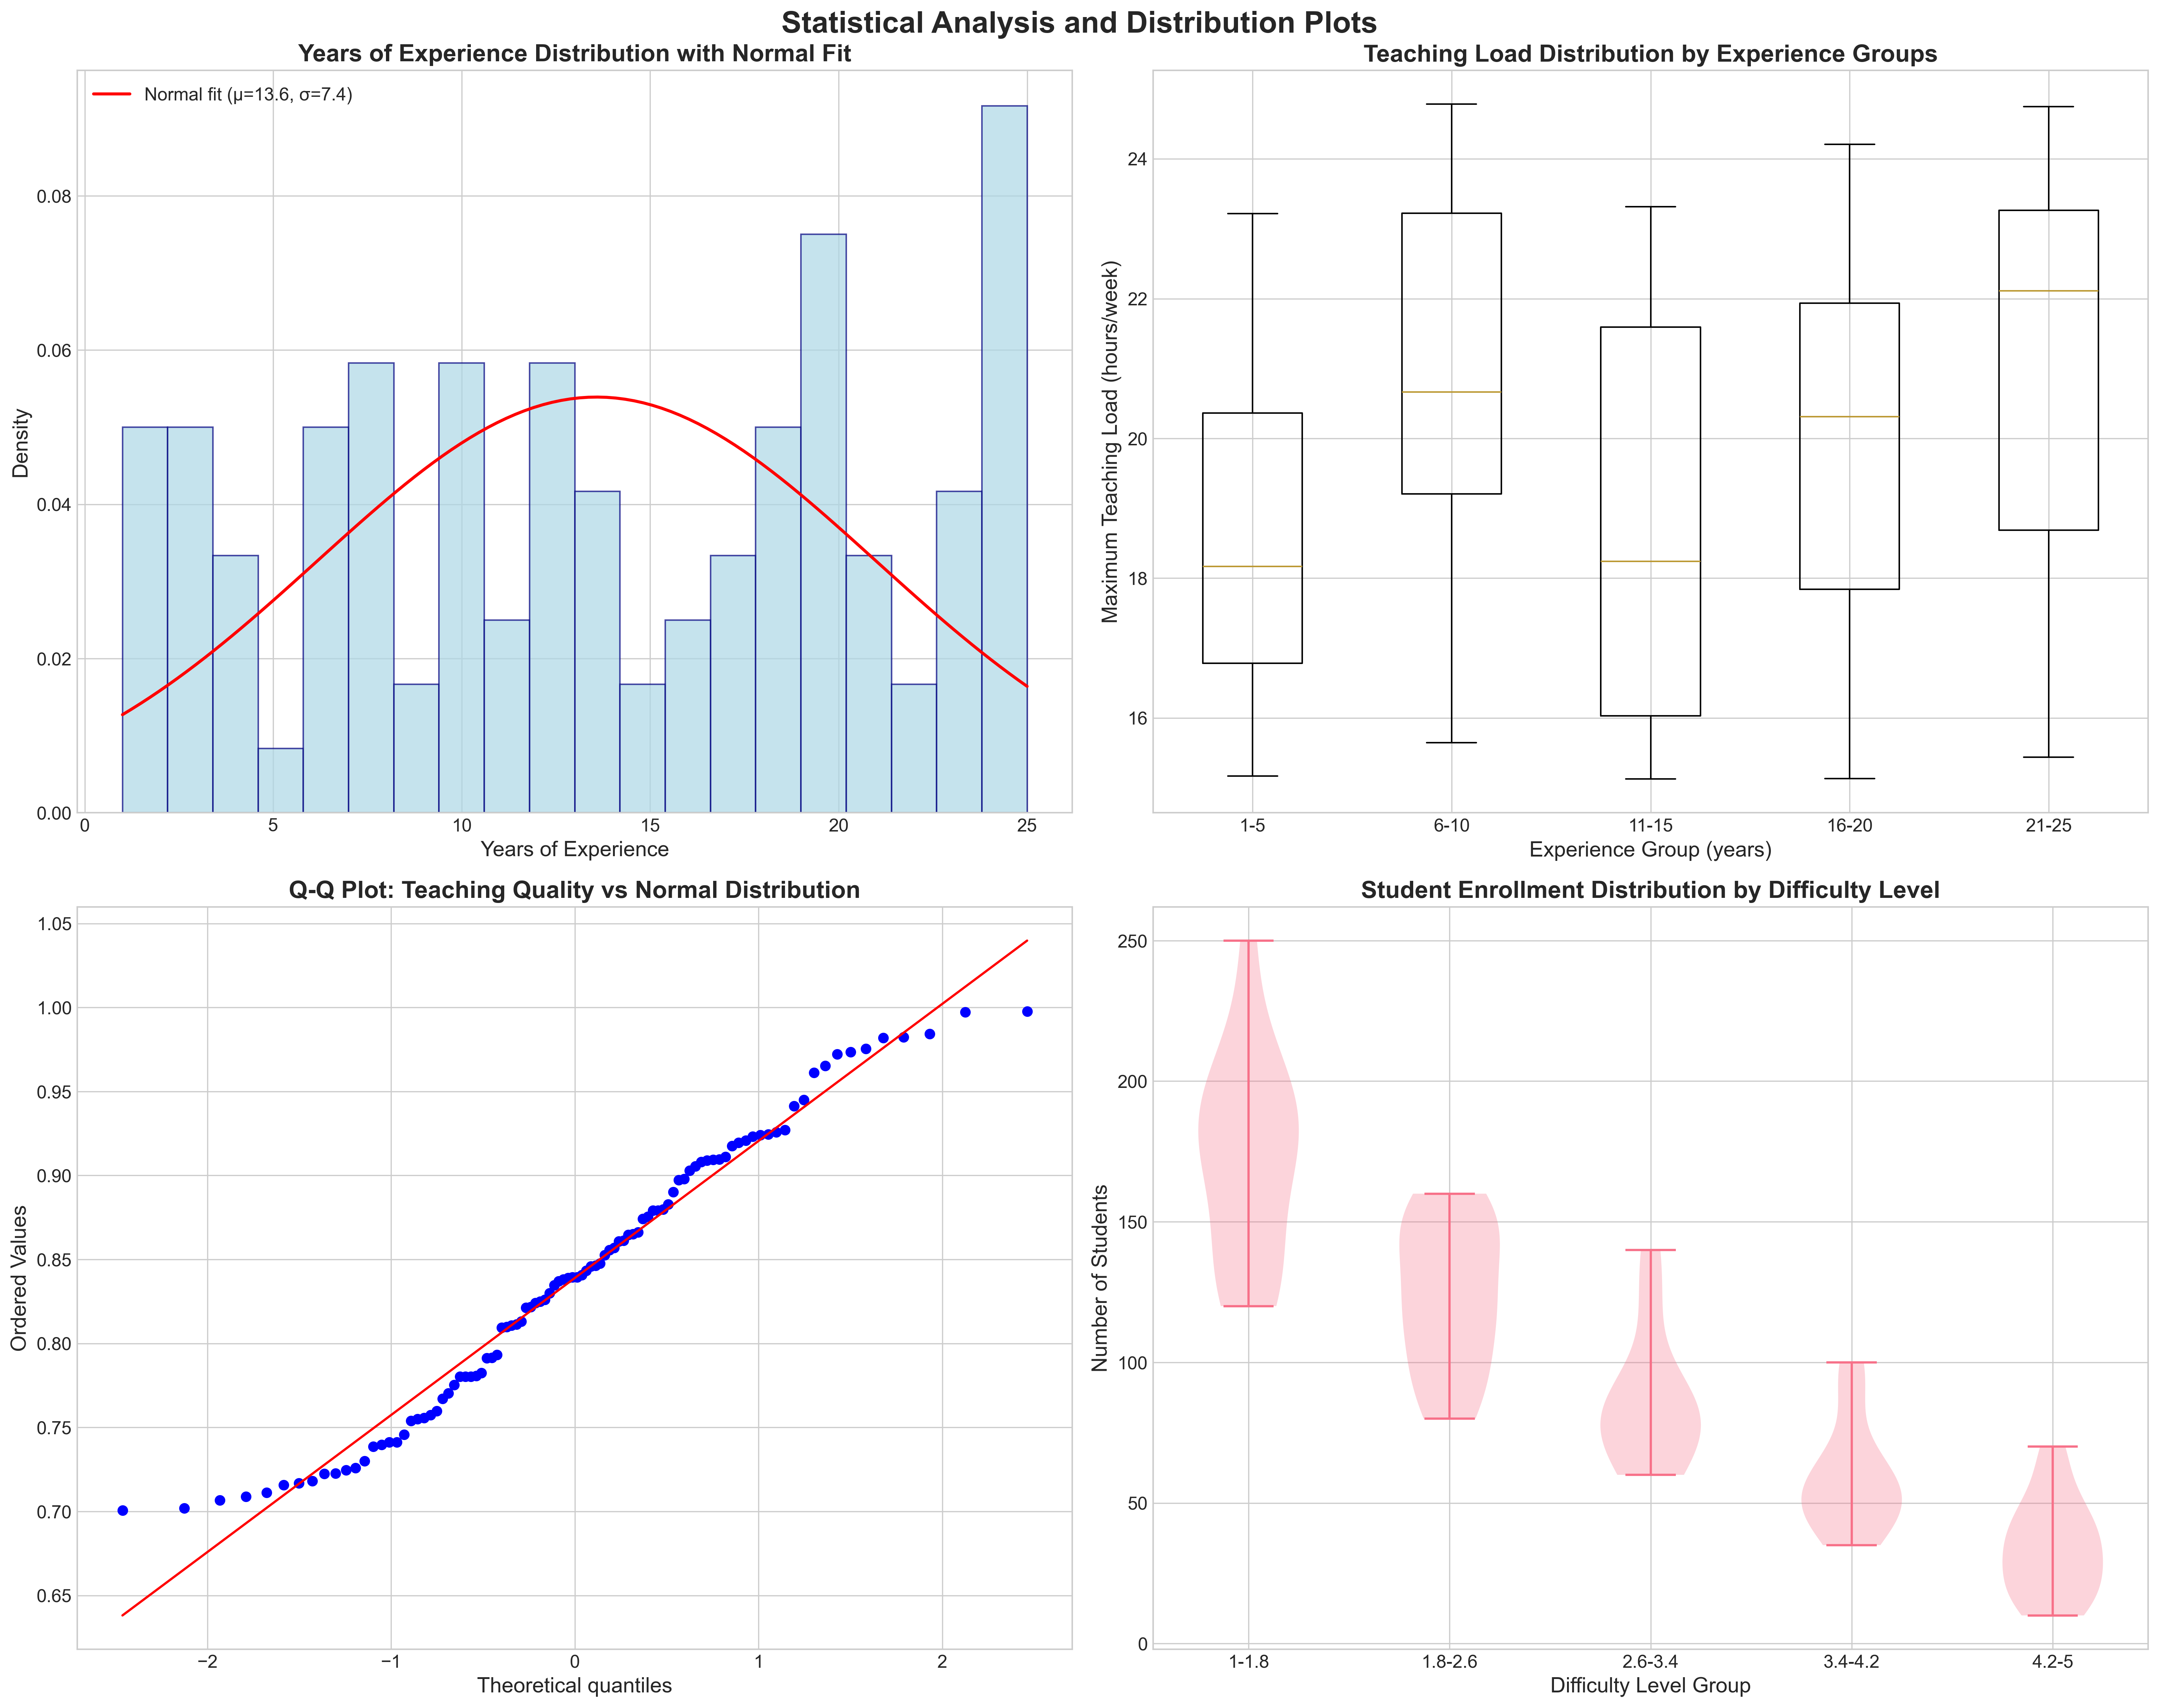 Statistical Analysis and Distribution Plots
Years of Experience Distribution with Normal Fit
Normal fit (μ=13.6, σ=7.4)
Density
0.08
0.06
0.04
0.02
0.00
0 5 10 15 20 25
Years of Experience
Teaching Load Distribution by Experience Groups
Maximum Teaching Load (hours/week)
24
22
20
18
16
1-5 6-10 11-15 16-20 21-25
Experience Group (years)
Q-Q Plot: Teaching Quality vs Normal Distribution
Ordered Values
1.05
1.00
0.95
0.90
0.85
0.80
0.75
0.70
0.65
−2 −1 0 1 2
Theoretical quantiles
Student Enrollment Distribution by Difficulty Level
Number of Students
250
200
150
100
50
0
1-1.8 1.8-2.6 2.6-3.4 3.4-4.2 4.2-5
Difficulty Level Group